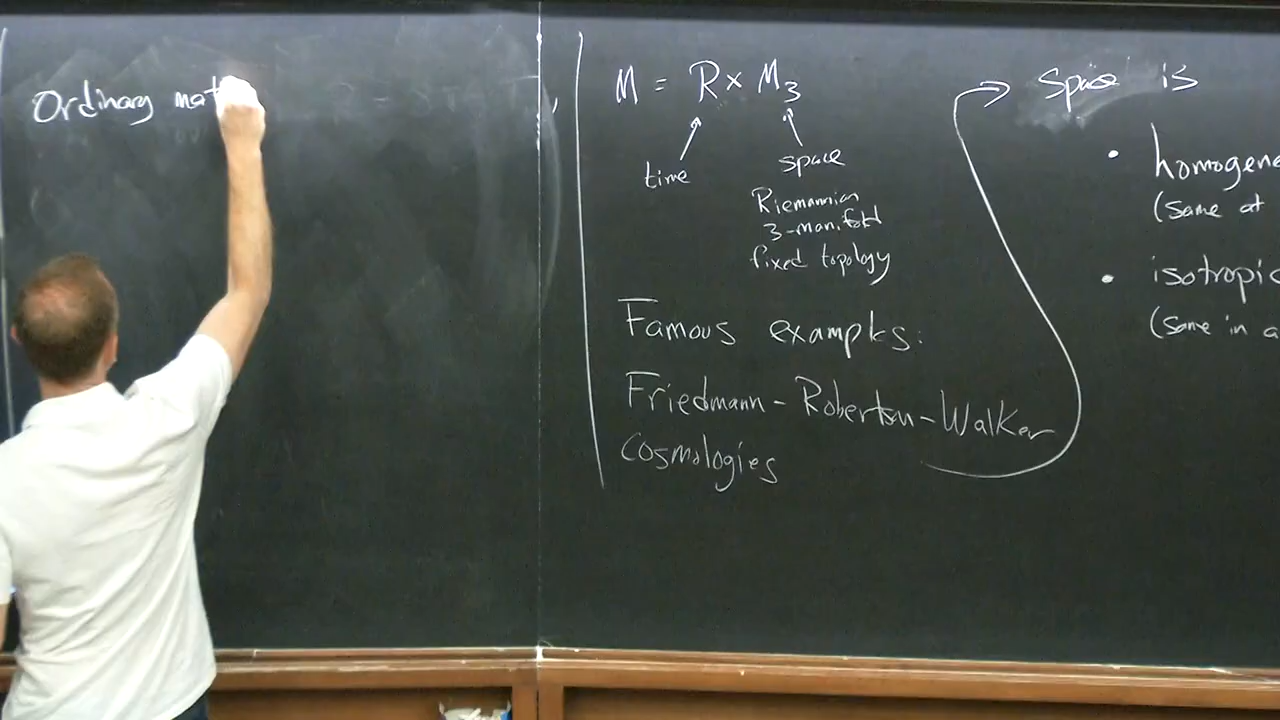 Ordinary mat
M = R x M3
time
space
Riemannian
3-manifold
fixed topology
Famous examples:
Friedmann - Robertson - Walker
Cosmologies
Space is
• homogene
(same at
• isotropic
(same in a